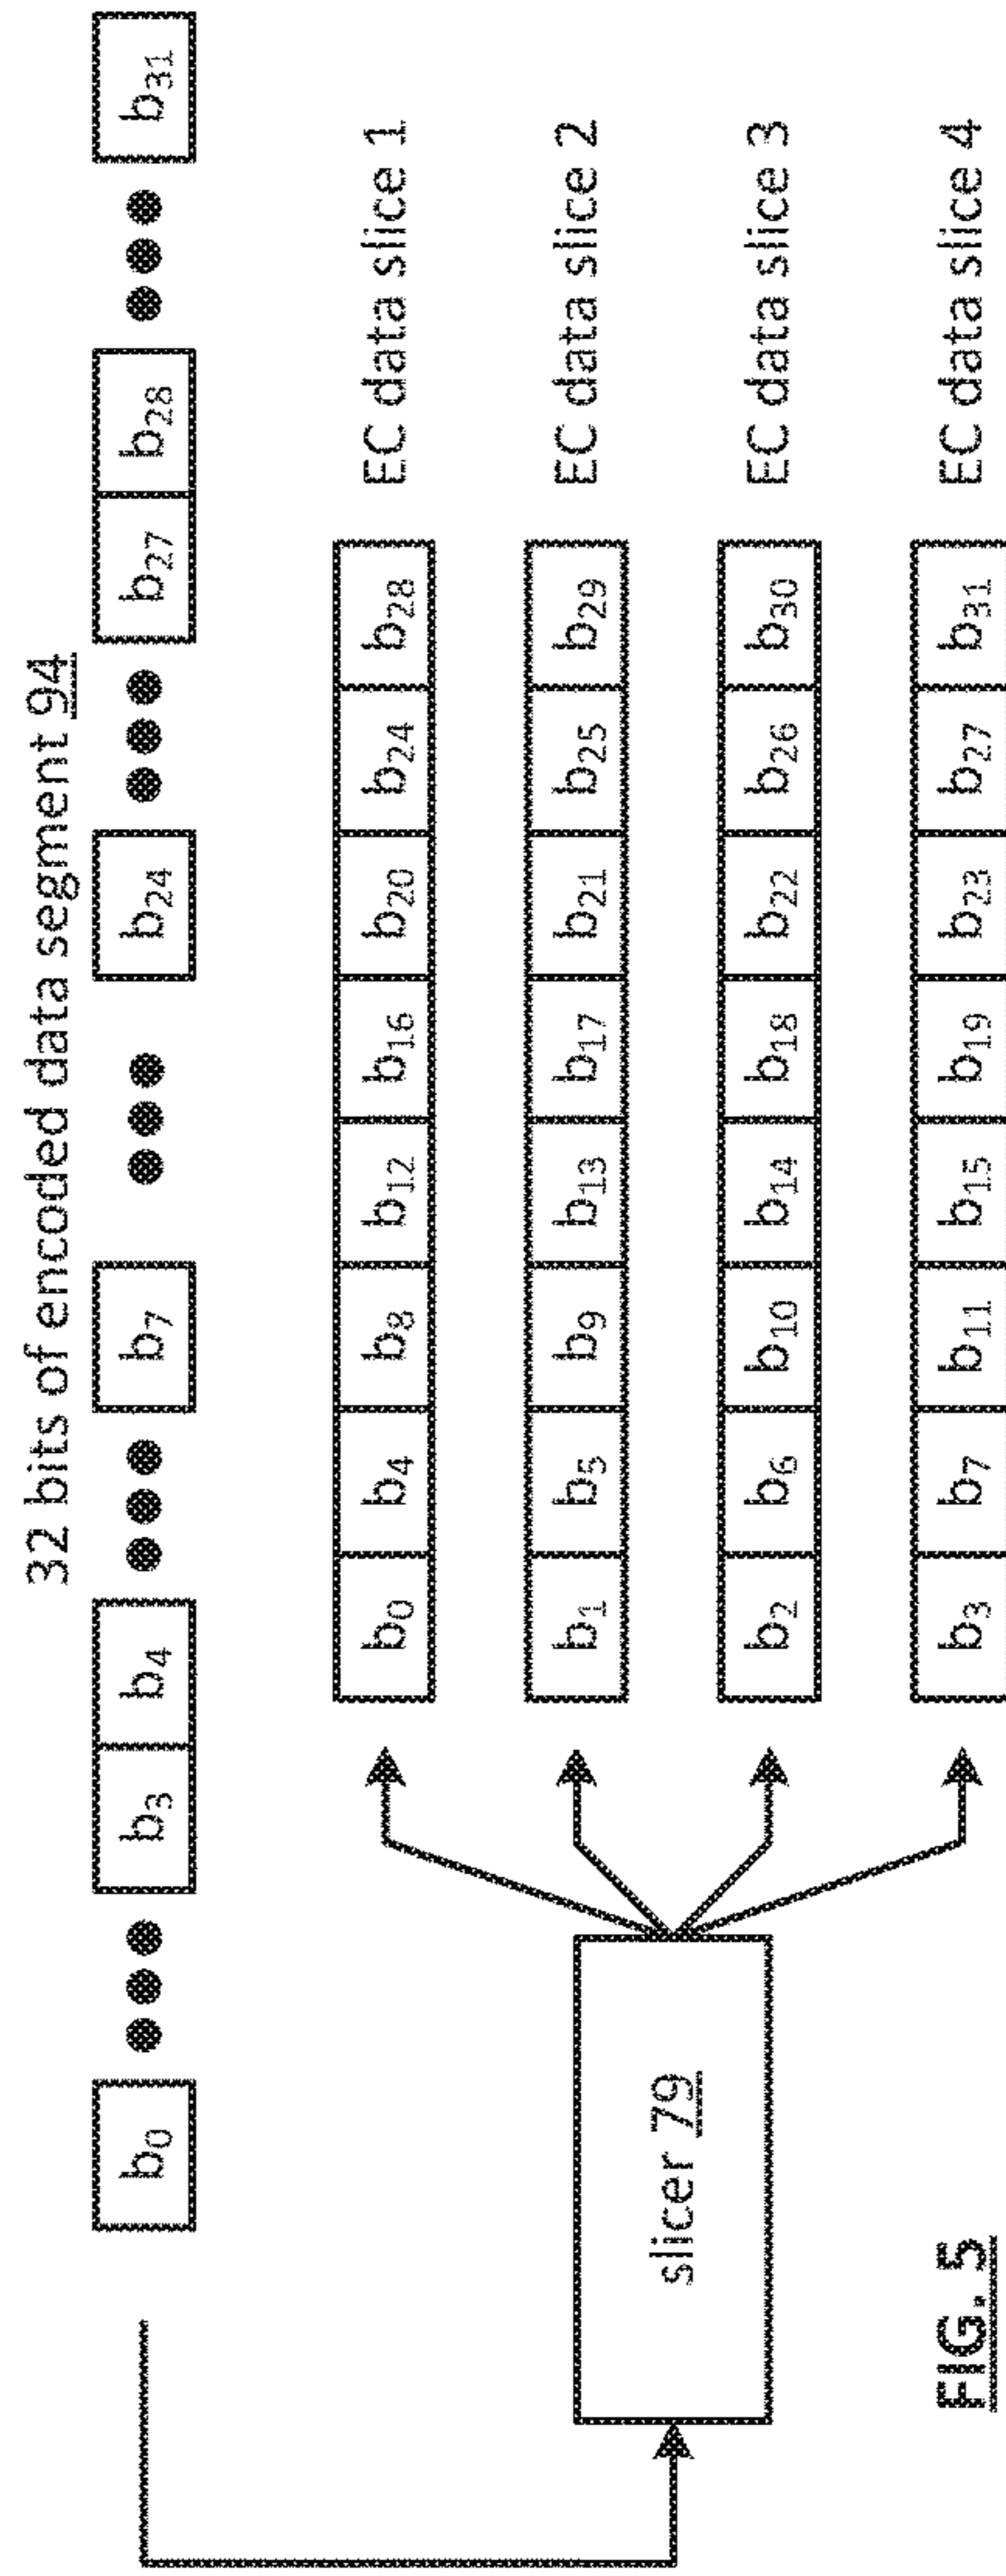 32 bits of encoded data segment 94
b0 ●●● b3 b4 ●●● b7 ●●● b24 ●●● b27 b28 ●●● b31
b0 b4 b8 b12 b16 b20 b24 b28 EC data slice 1
b1 b5 b9 b13 b17 b21 b25 b29 EC data slice 2
slicer 79
b2 b6 b10 b14 b18 b22 b26 b30 EC data slice 3
b3 b7 b11 b15 b19 b23 b27 b31 EC data slice 4
FIG. 5